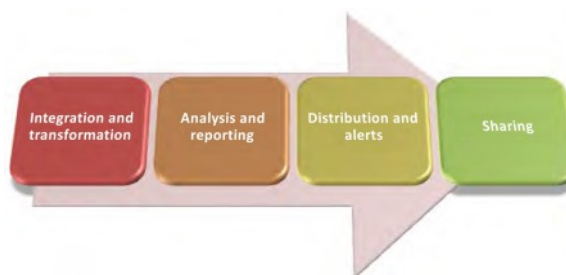 Integration and
transformation
Analysis and
reporting
Distribution and
alerts
Sharing